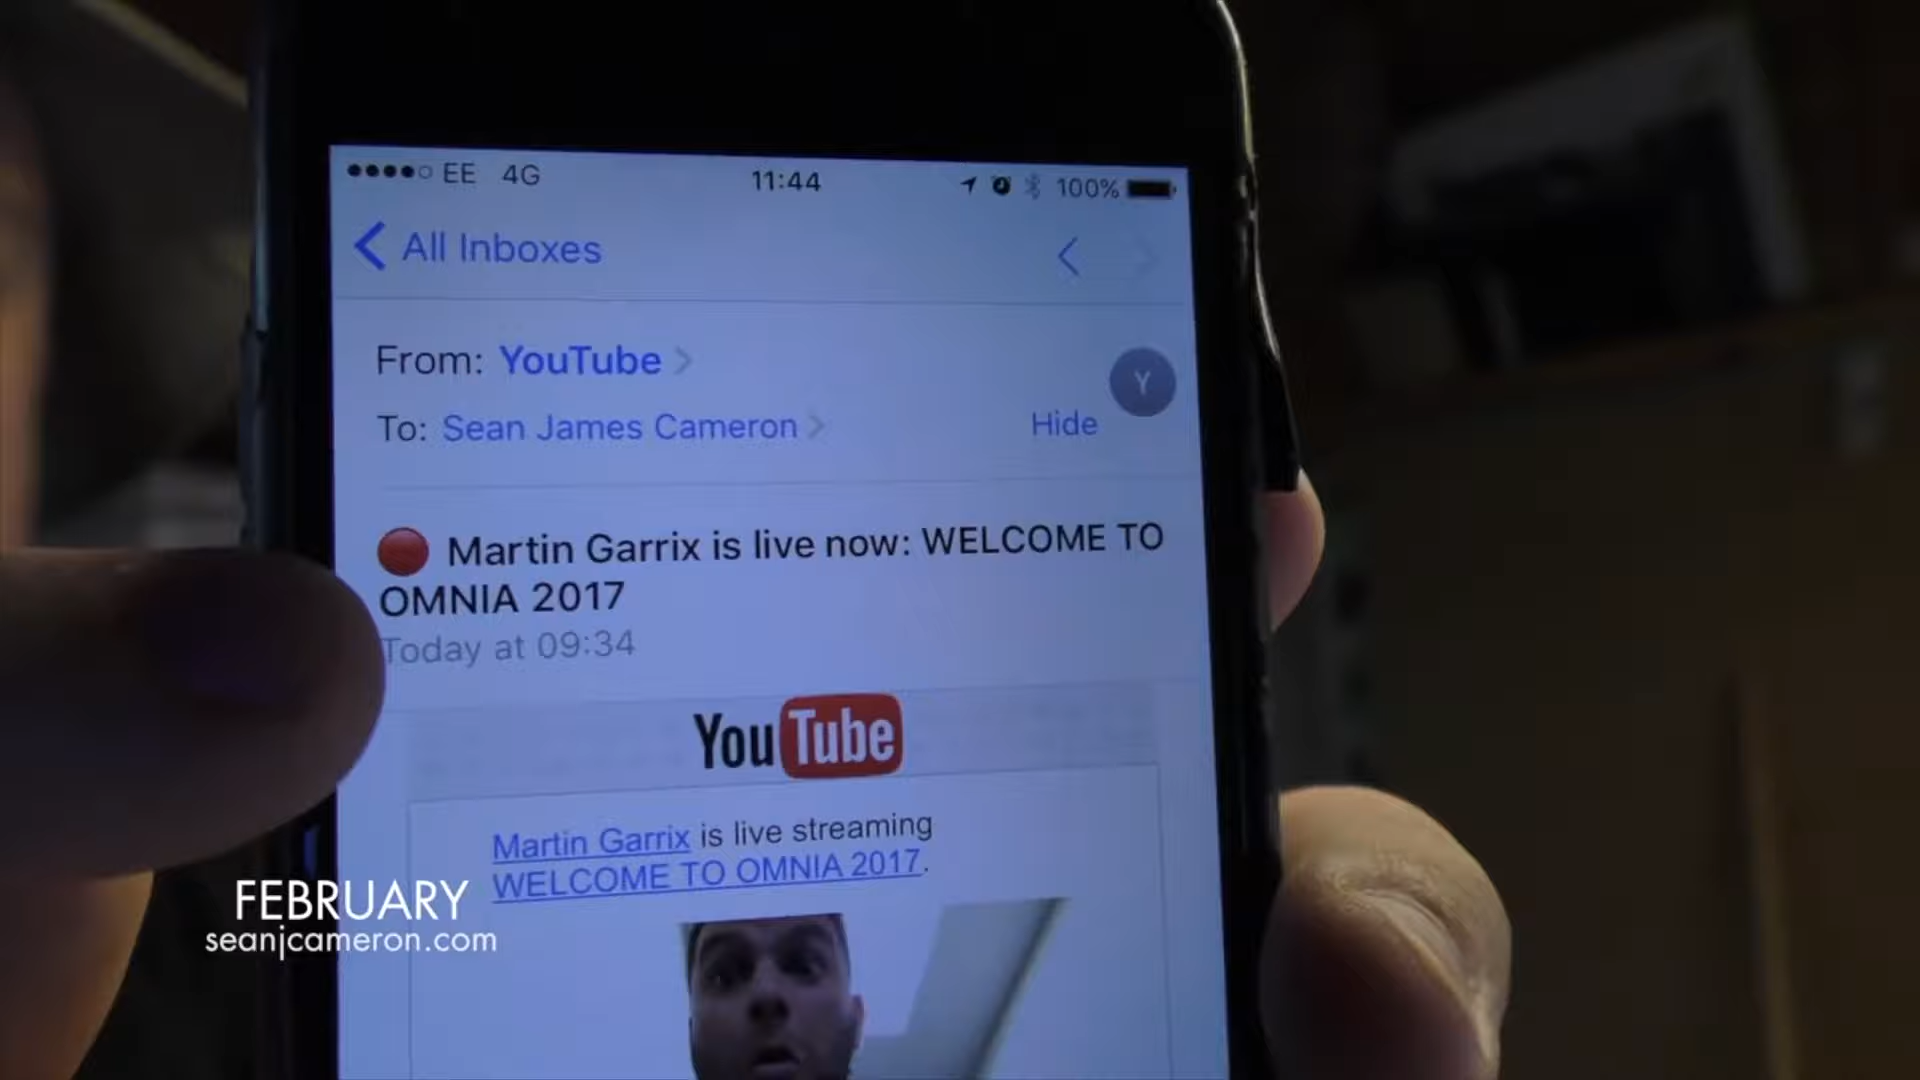 EE 4G 11:44 100%
All Inboxes
From: YouTube
Y
To: Sean James Cameron Hide
Martin Garrix is live now: WELCOME TO
OMNIA 2017
Today at 09:34
YouTube
Martin Garrix is live streaming
WELCOME TO OMNIA 2017.
FEBRUARY
seanjcameron.com